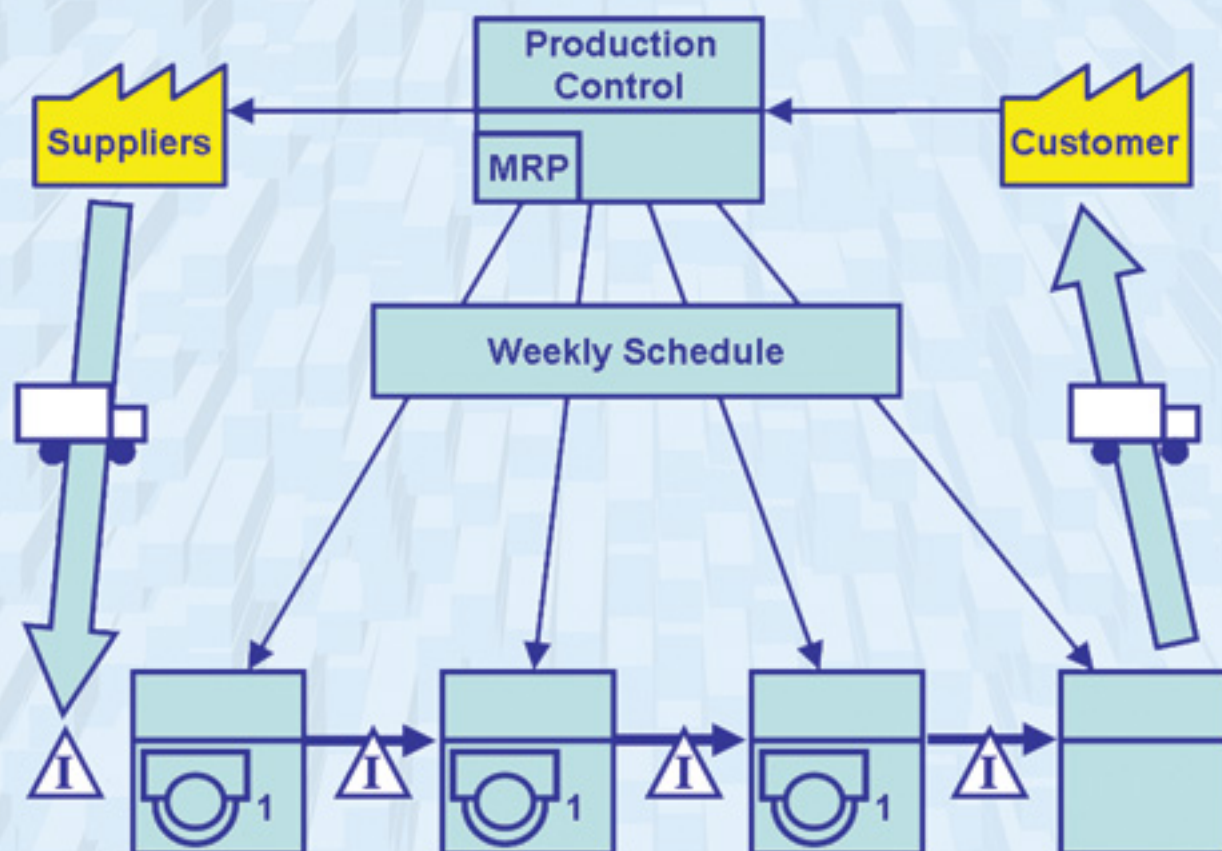 Production
Control
Suppliers
Customer
MRP
Weekly Schedule
I
I
I
I
1
1
1